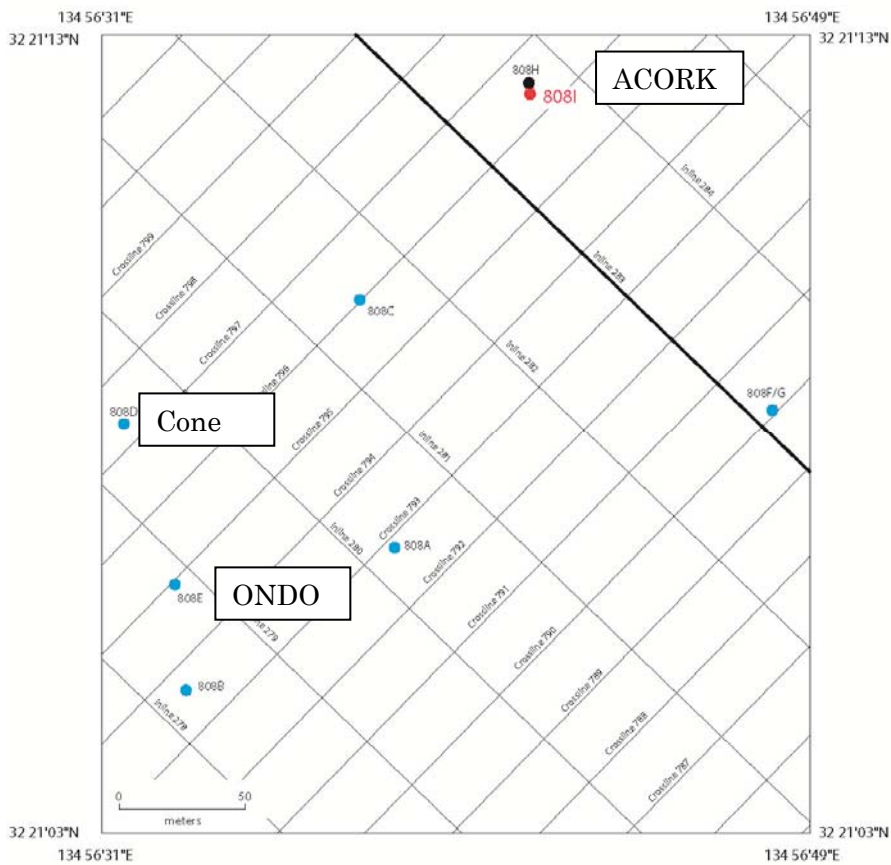 134 56'31"E
134 56'49"E
32 21'13"N
32 21'13"N
808H
ACORK
808I
Inline 284
Crossline 799
Inline 283
Crossline 798
808C
Crossline 797
Inline 282
796
808F/G
808D
Cone
Crossline 795
Inline 281
Crossline 794
Crossline 793
Inline 280
808A
Crossline 792
808E
ONDO
Crossline 791
279
Crossline 790
808B
Crossline 789
Inline 278
Crossline 788
Crossline 787
0
50
meters
32 21'03"N
32 21'03"N
134 56'31"E
134 56'49"E